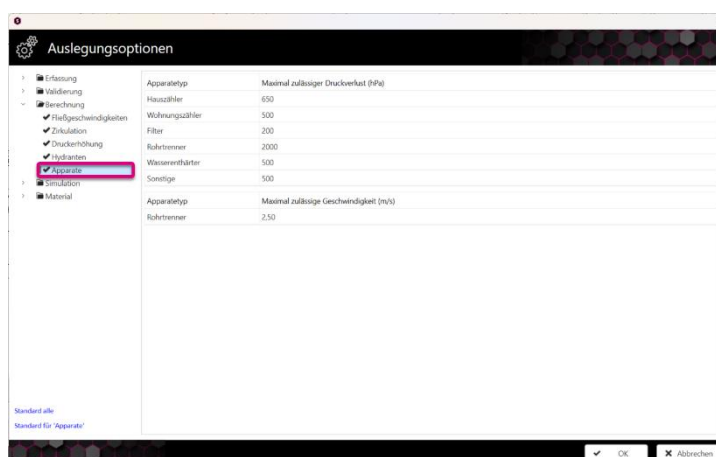 Auslegungsoptionen
Erfassung
Validierung
Berechnung
Fließgeschwindigkeiten
Zirkulation
Druckerhöhung
Hydranten
Apparate
Simulation
Material
Apparatetyp Maximal zulässiger Druckverlust (hPa)
Hauszähler 650
Wohnungszähler 500
Filter 200
Rohrtrenner 2000
Wasserenthärter 500
Sonstige 500
Apparatetyp Maximal zulässige Geschwindigkeit (m/s)
Rohrtrenner 2,50
Standard alle
Standard für 'Apparate'
OK Abbrechen